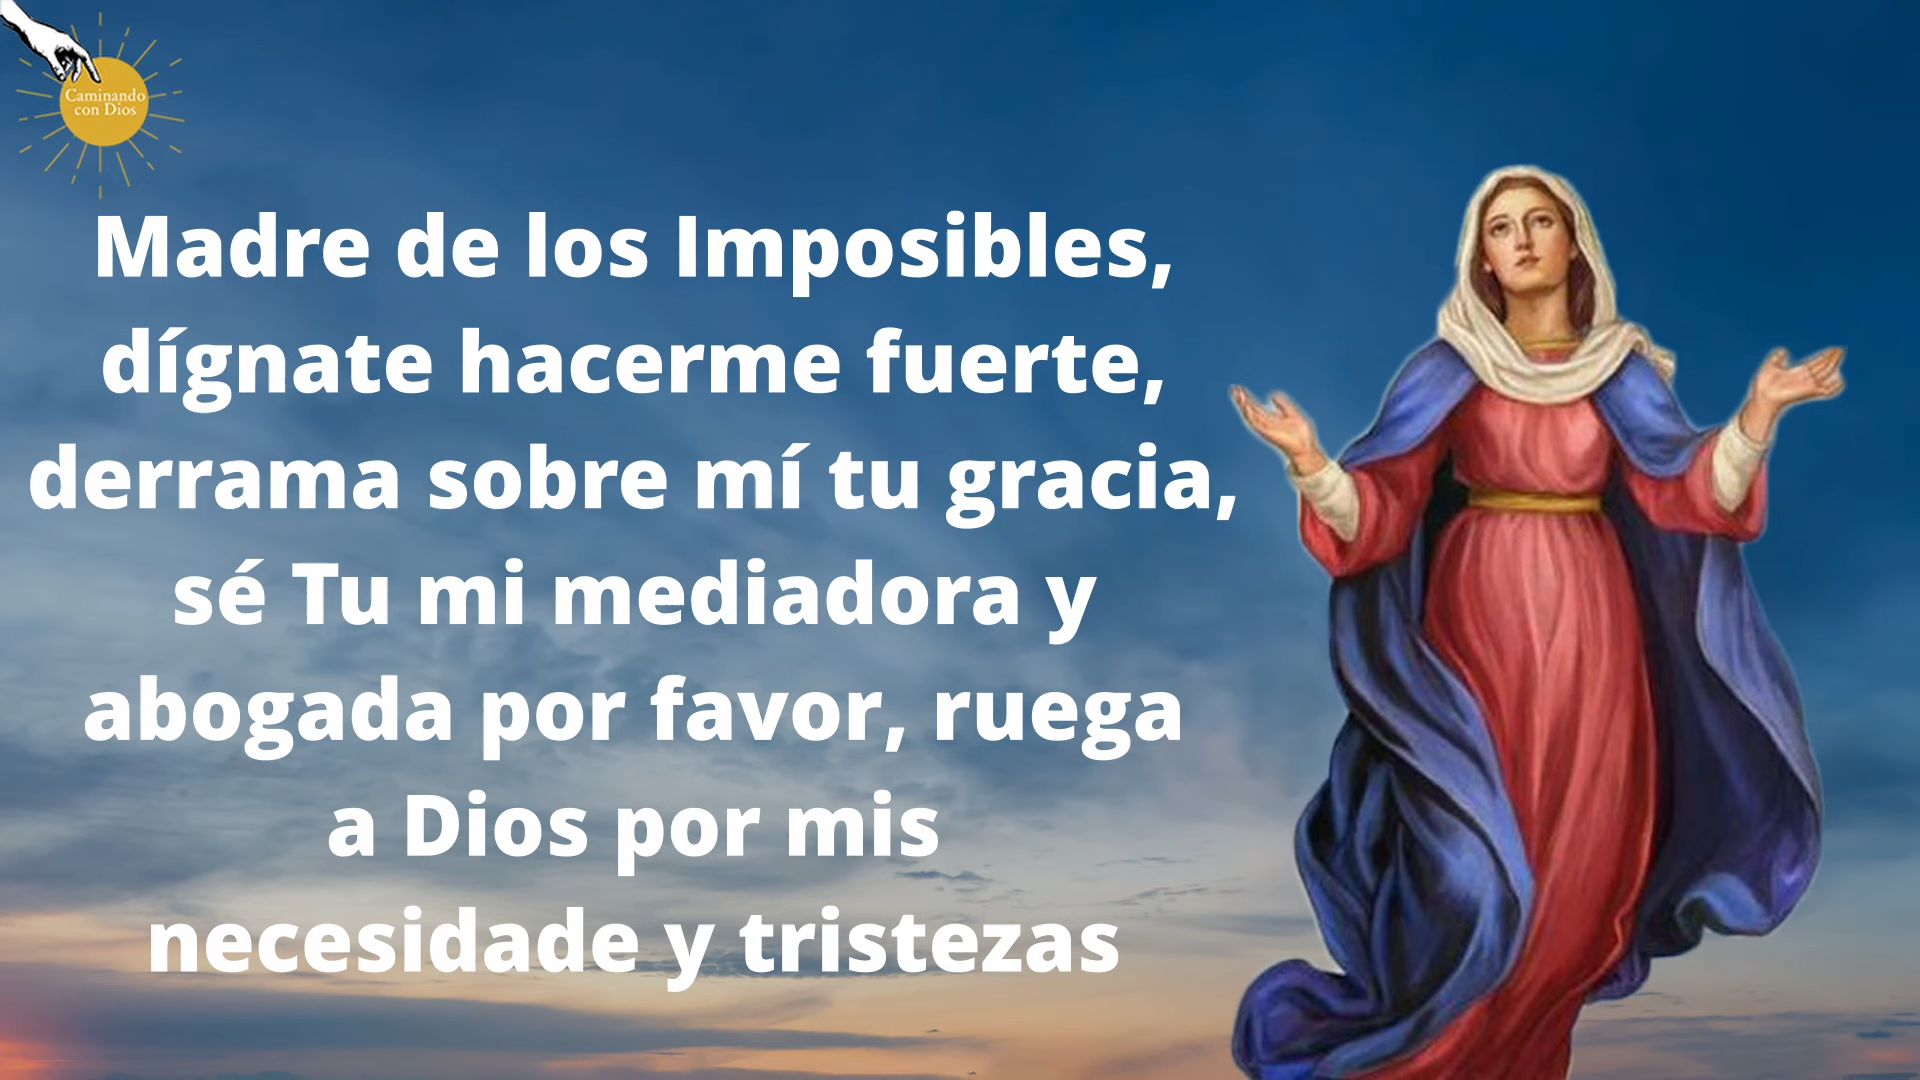 Caminando
con Dios
Madre de los Imposibles,
dígnate hacerme fuerte,
derrama sobre mí tu gracia,
sé Tu mi mediadora y
abogada por favor, ruega
a Dios por mis
necesidade y tristezas